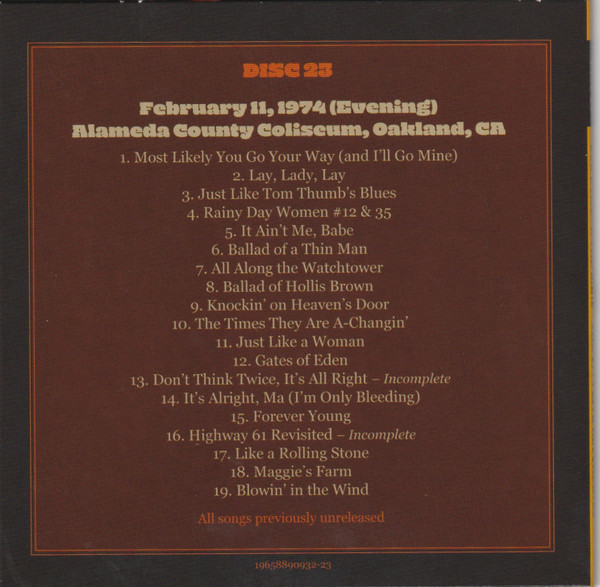 DISC 23
February 11, 1974 (Evening)
Alameda County Coliseum, Oakland, CA
1. Most Likely You Go Your Way (and I'll Go Mine)
2. Lay, Lady, Lay
3. Just Like Tom Thumb's Blues
4. Rainy Day Women #12 & 35
5. It Ain't Me, Babe
6. Ballad of a Thin Man
7. All Along the Watchtower
8. Ballad of Hollis Brown
9. Knockin' on Heaven's Door
10. The Times They Are A-Changin'
11. Just Like a Woman
12. Gates of Eden
13. Don't Think Twice, It's All Right – Incomplete
14. It's Alright, Ma (I'm Only Bleeding)
15. Forever Young
16. Highway 61 Revisited – Incomplete
17. Like a Rolling Stone
18. Maggie's Farm
19. Blowin' in the Wind
All songs previously unreleased
19658890932-23